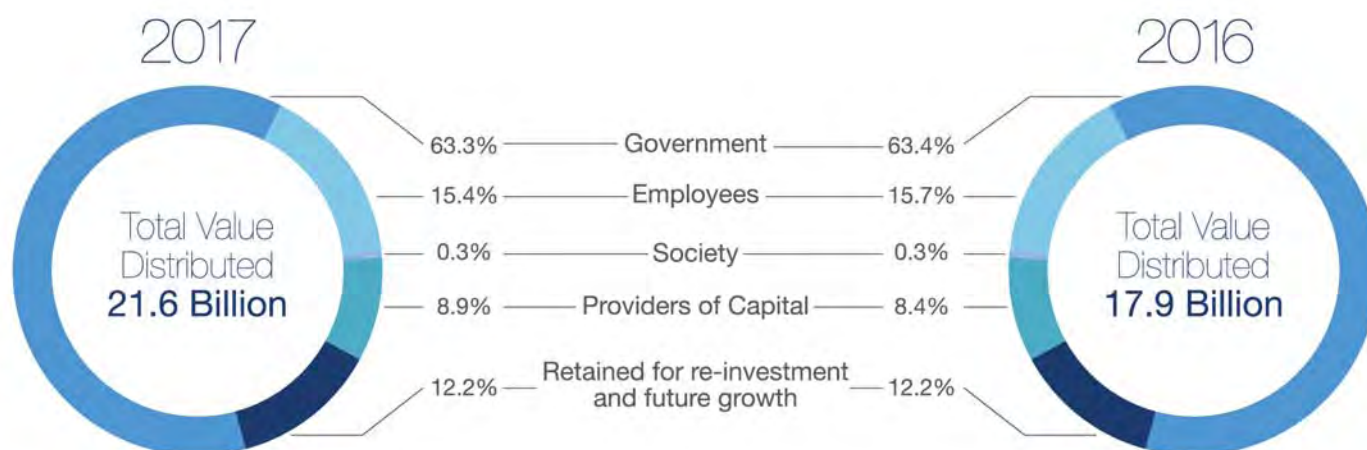 2017
2016
63.3% Government 63.4%
15.4% Employees 15.7%
Total Value
Distributed
21.6 Billion
0.3% Society 0.3%
Total Value
Distributed
17.9 Billion
8.9% Providers of Capital 8.4%
12.2% Retained for re-investment
and future growth 12.2%